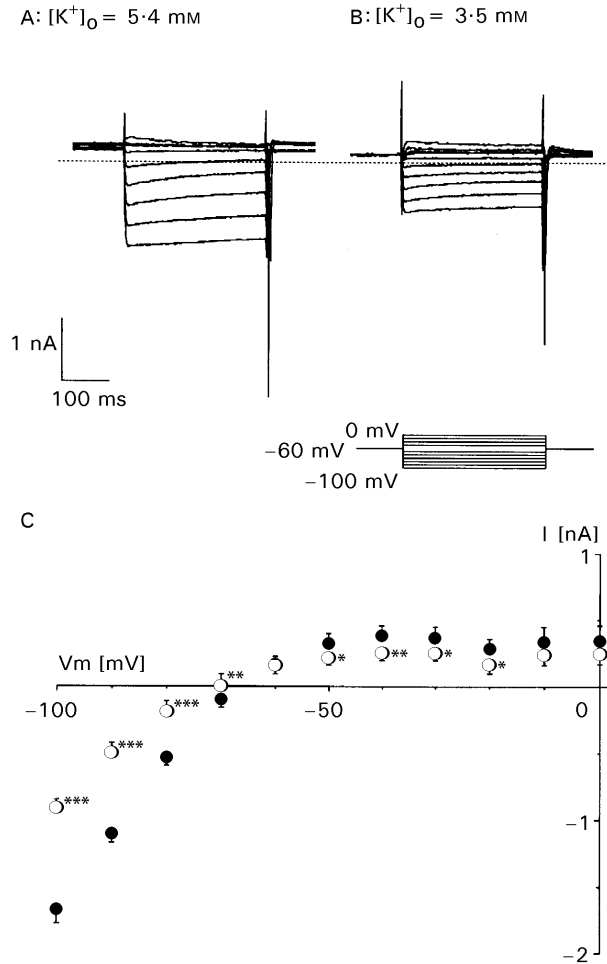 A: [K⁺]ₒ = 5·4 mM
B: [K⁺]ₒ = 3·5 mM
1 nA
100 ms
0 mV
−60 mV
−100 mV
C
I [nA]
1
Vm [mV]
−100
−50
0
***
***
***
**
*
**
*
*
−1
−2